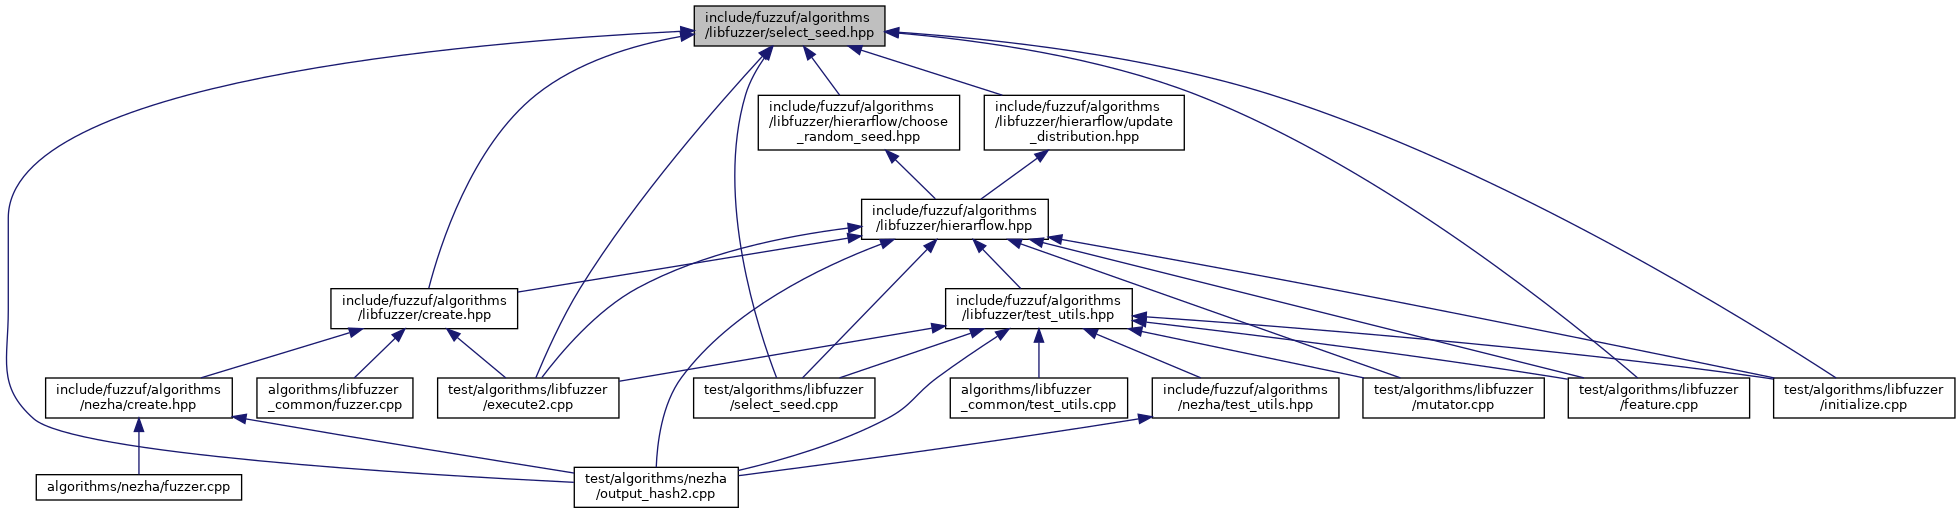 include/fuzzuf/algorithms
/libfuzzer/select_seed.hpp
include/fuzzuf/algorithms
/libfuzzer/hierarflow/choose
_random_seed.hpp
include/fuzzuf/algorithms
/libfuzzer/hierarflow/update
_distribution.hpp
include/fuzzuf/algorithms
/libfuzzer/hierarflow.hpp
include/fuzzuf/algorithms
/libfuzzer/create.hpp
include/fuzzuf/algorithms
/libfuzzer/test_utils.hpp
include/fuzzuf/algorithms
/nezha/create.hpp
algorithms/libfuzzer
_common/fuzzer.cpp
test/algorithms/libfuzzer
/execute2.cpp
test/algorithms/libfuzzer
/select_seed.cpp
algorithms/libfuzzer
_common/test_utils.cpp
include/fuzzuf/algorithms
/nezha/test_utils.hpp
test/algorithms/libfuzzer
/mutator.cpp
test/algorithms/libfuzzer
/feature.cpp
test/algorithms/libfuzzer
/initialize.cpp
algorithms/nezha/fuzzer.cpp
test/algorithms/nezha
/output_hash2.cpp